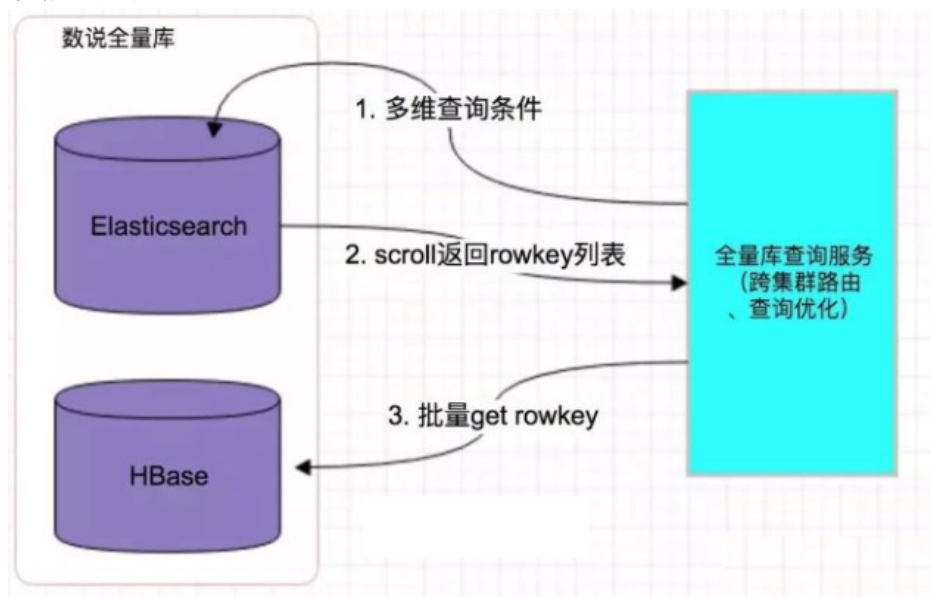 数说全量库
1. 多维查询条件
Elasticsearch
2. scroll返回rowkey列表
全量库查询服务
（跨集群路由
、查询优化）
3. 批量get rowkey
HBase